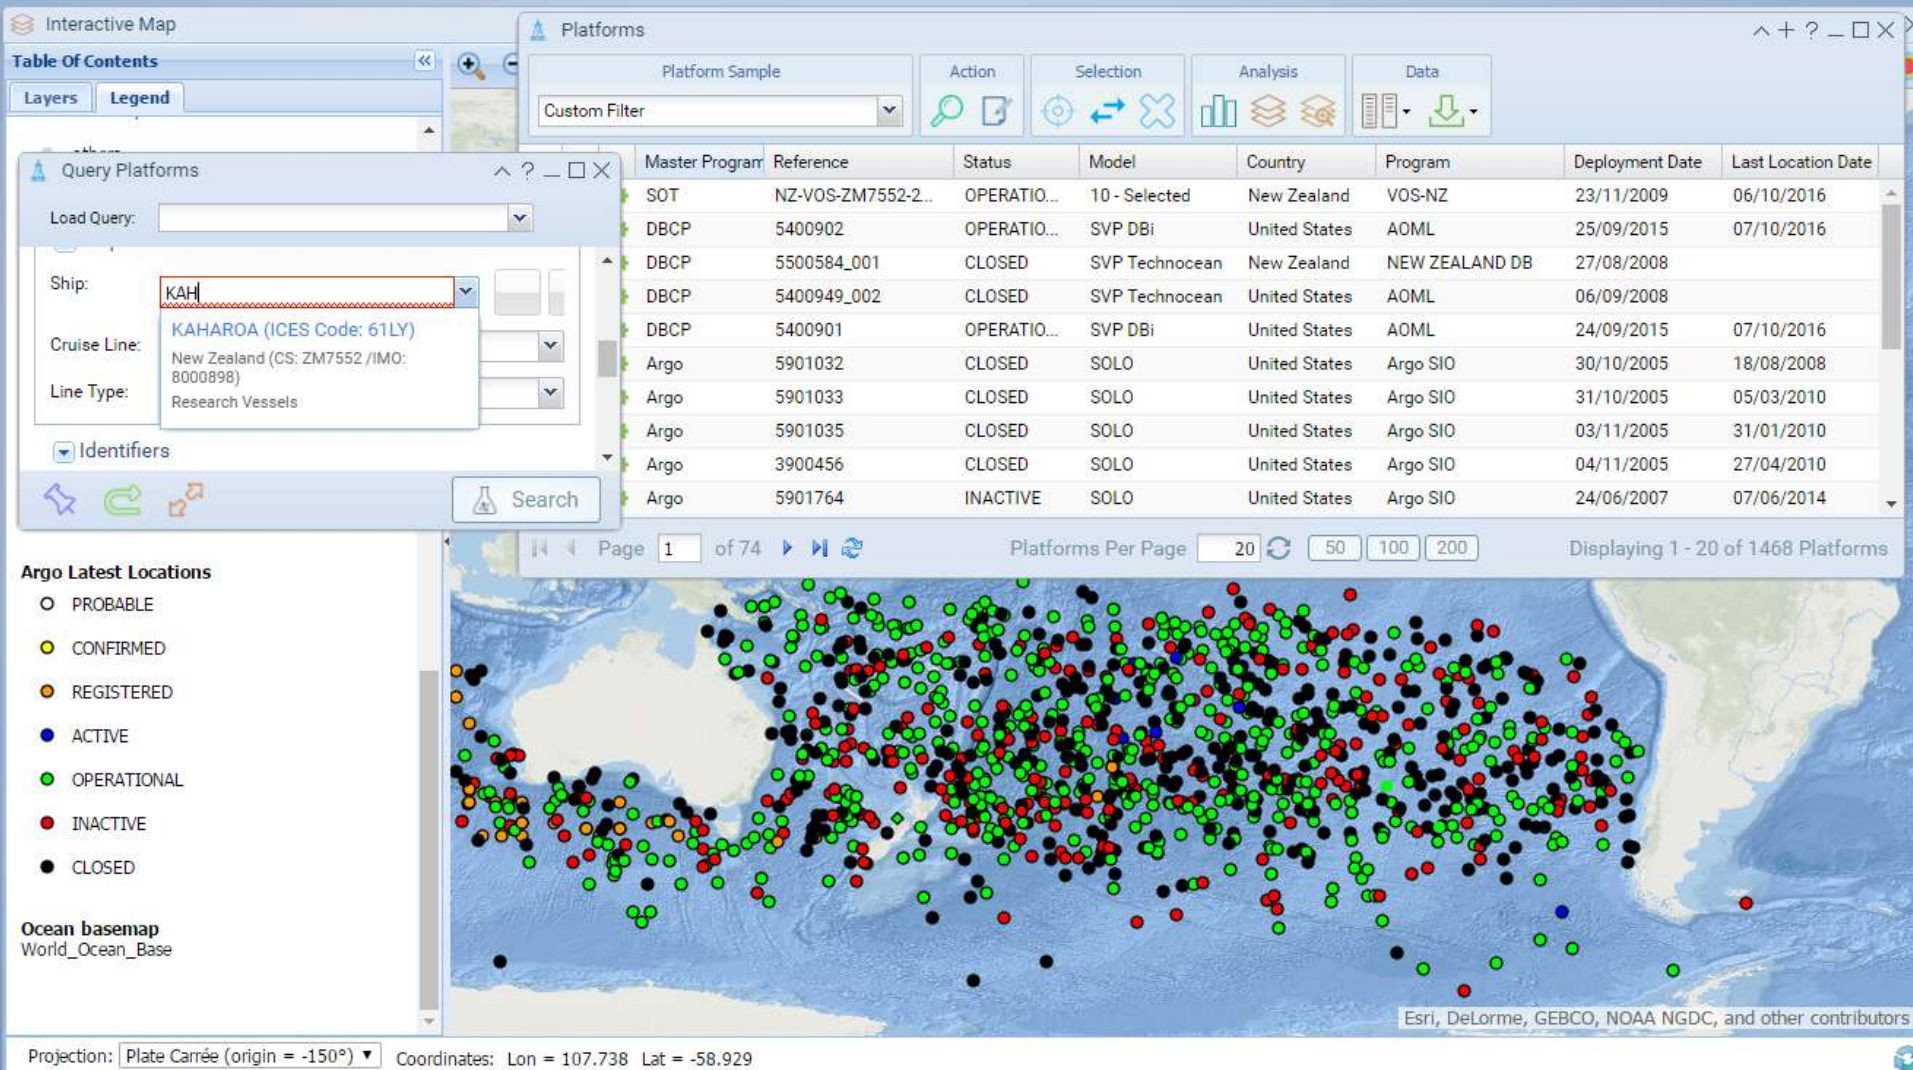 Interactive Map
Table Of Contents
Layers Legend
Query Platforms
Load Query:
Ship: KAH
KAHAROA (ICES Code: 61LY)
New Zealand (CS: ZM7552 /IMO:
8000898)
Research Vessels
Cruise Line:
Line Type:
Identifiers
Search
Argo Latest Locations
PROBABLE
CONFIRMED
REGISTERED
ACTIVE
OPERATIONAL
INACTIVE
CLOSED
Ocean basemap
World_Ocean_Base
Platforms
Platform Sample Action Selection Analysis Data
Custom Filter
Master Program Reference Status Model Country Program Deployment Date Last Location Date
SOT NZ-VOS-ZM7552-2... OPERATIO... 10 - Selected New Zealand VOS-NZ 23/11/2009 06/10/2016
DBCP 5400902 OPERATIO... SVP DBi United States AOML 25/09/2015 07/10/2016
DBCP 5500584_001 CLOSED SVP Technocean New Zealand NEW ZEALAND DB 27/08/2008
DBCP 5400949_002 CLOSED SVP Technocean United States AOML 06/09/2008
DBCP 5400901 OPERATIO... SVP DBi United States AOML 24/09/2015 07/10/2016
Argo 5901032 CLOSED SOLO United States Argo SIO 30/10/2005 18/08/2008
Argo 5901033 CLOSED SOLO United States Argo SIO 31/10/2005 05/03/2010
Argo 5901035 CLOSED SOLO United States Argo SIO 03/11/2005 31/01/2010
Argo 3900456 CLOSED SOLO United States Argo SIO 04/11/2005 27/04/2010
Argo 5901764 INACTIVE SOLO United States Argo SIO 24/06/2007 07/06/2014
Page 1 of 74 Platforms Per Page 20 50 100 200 Displaying 1 - 20 of 1468 Platforms
Esri, DeLorme, GEBCO, NOAA NGDC, and other contributors
Projection: Plate Carrée (origin = -150°) Coordinates: Lon = 107.738 Lat = -58.929